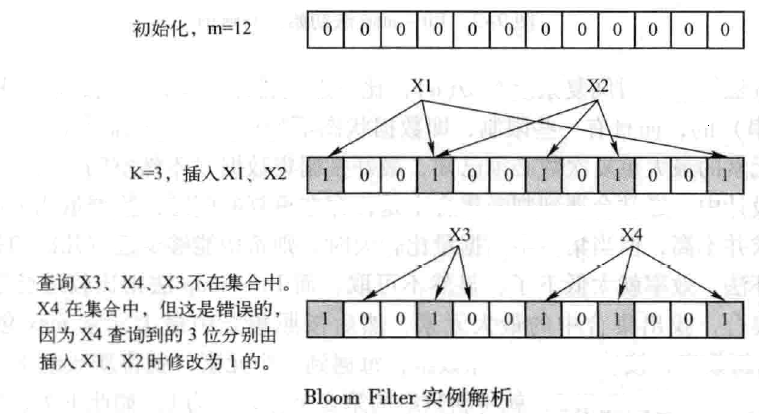 初始化，m=12
0 0 0 0 0 0 0 0 0 0 0 0
X1 X2
K=3，插入X1、X2
1 0 0 1 0 0 1 0 1 0 0 1
X3 X4
查询X3、X4，X3不在集合中。
X4在集合中，但这是错误的，
因为X4查询到的3位分别由
插入X1、X2时修改为1的。
1 0 0 1 0 0 1 0 1 0 0 1
Bloom Filter 实例解析